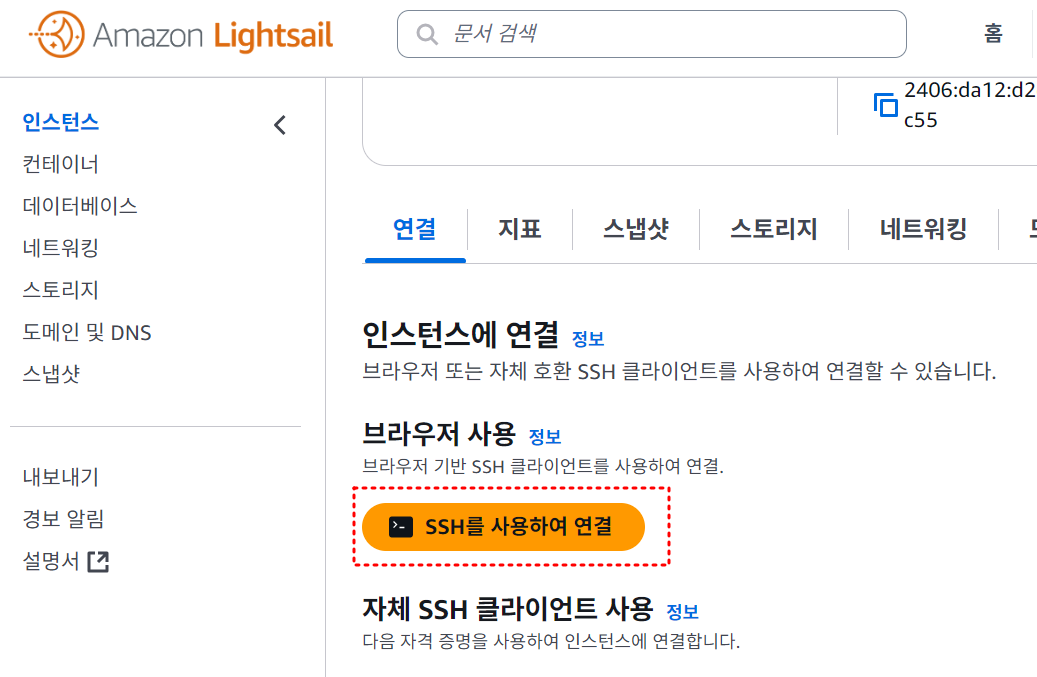 Amazon Lightsail
문서 검색
홈
인스턴스
컨테이너
데이터베이스
네트워킹
스토리지
도메인 및 DNS
스냅샷
내보내기
경보 알림
설명서
2406:da12:d2
c55
연결
지표
스냅샷
스토리지
네트워킹
인스턴스에 연결 정보
브라우저 또는 자체 호환 SSH 클라이언트를 사용하여 연결할 수 있습니다.
브라우저 사용 정보
브라우저 기반 SSH 클라이언트를 사용하여 연결.
SSH를 사용하여 연결
자체 SSH 클라이언트 사용 정보
다음 자격 증명을 사용하여 인스턴스에 연결합니다.